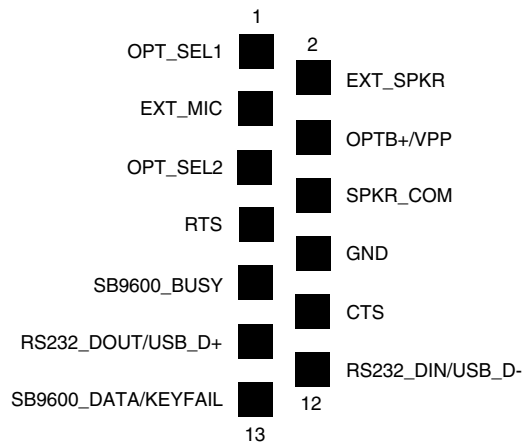 1
2
OPT_SEL1
EXT_SPKR
EXT_MIC
OPTB+/VPP
OPT_SEL2
SPKR_COM
RTS
GND
SB9600_BUSY
CTS
RS232_DOUT/USB_D+
RS232_DIN/USB_D-
SB9600_DATA/KEYFAIL
12
13